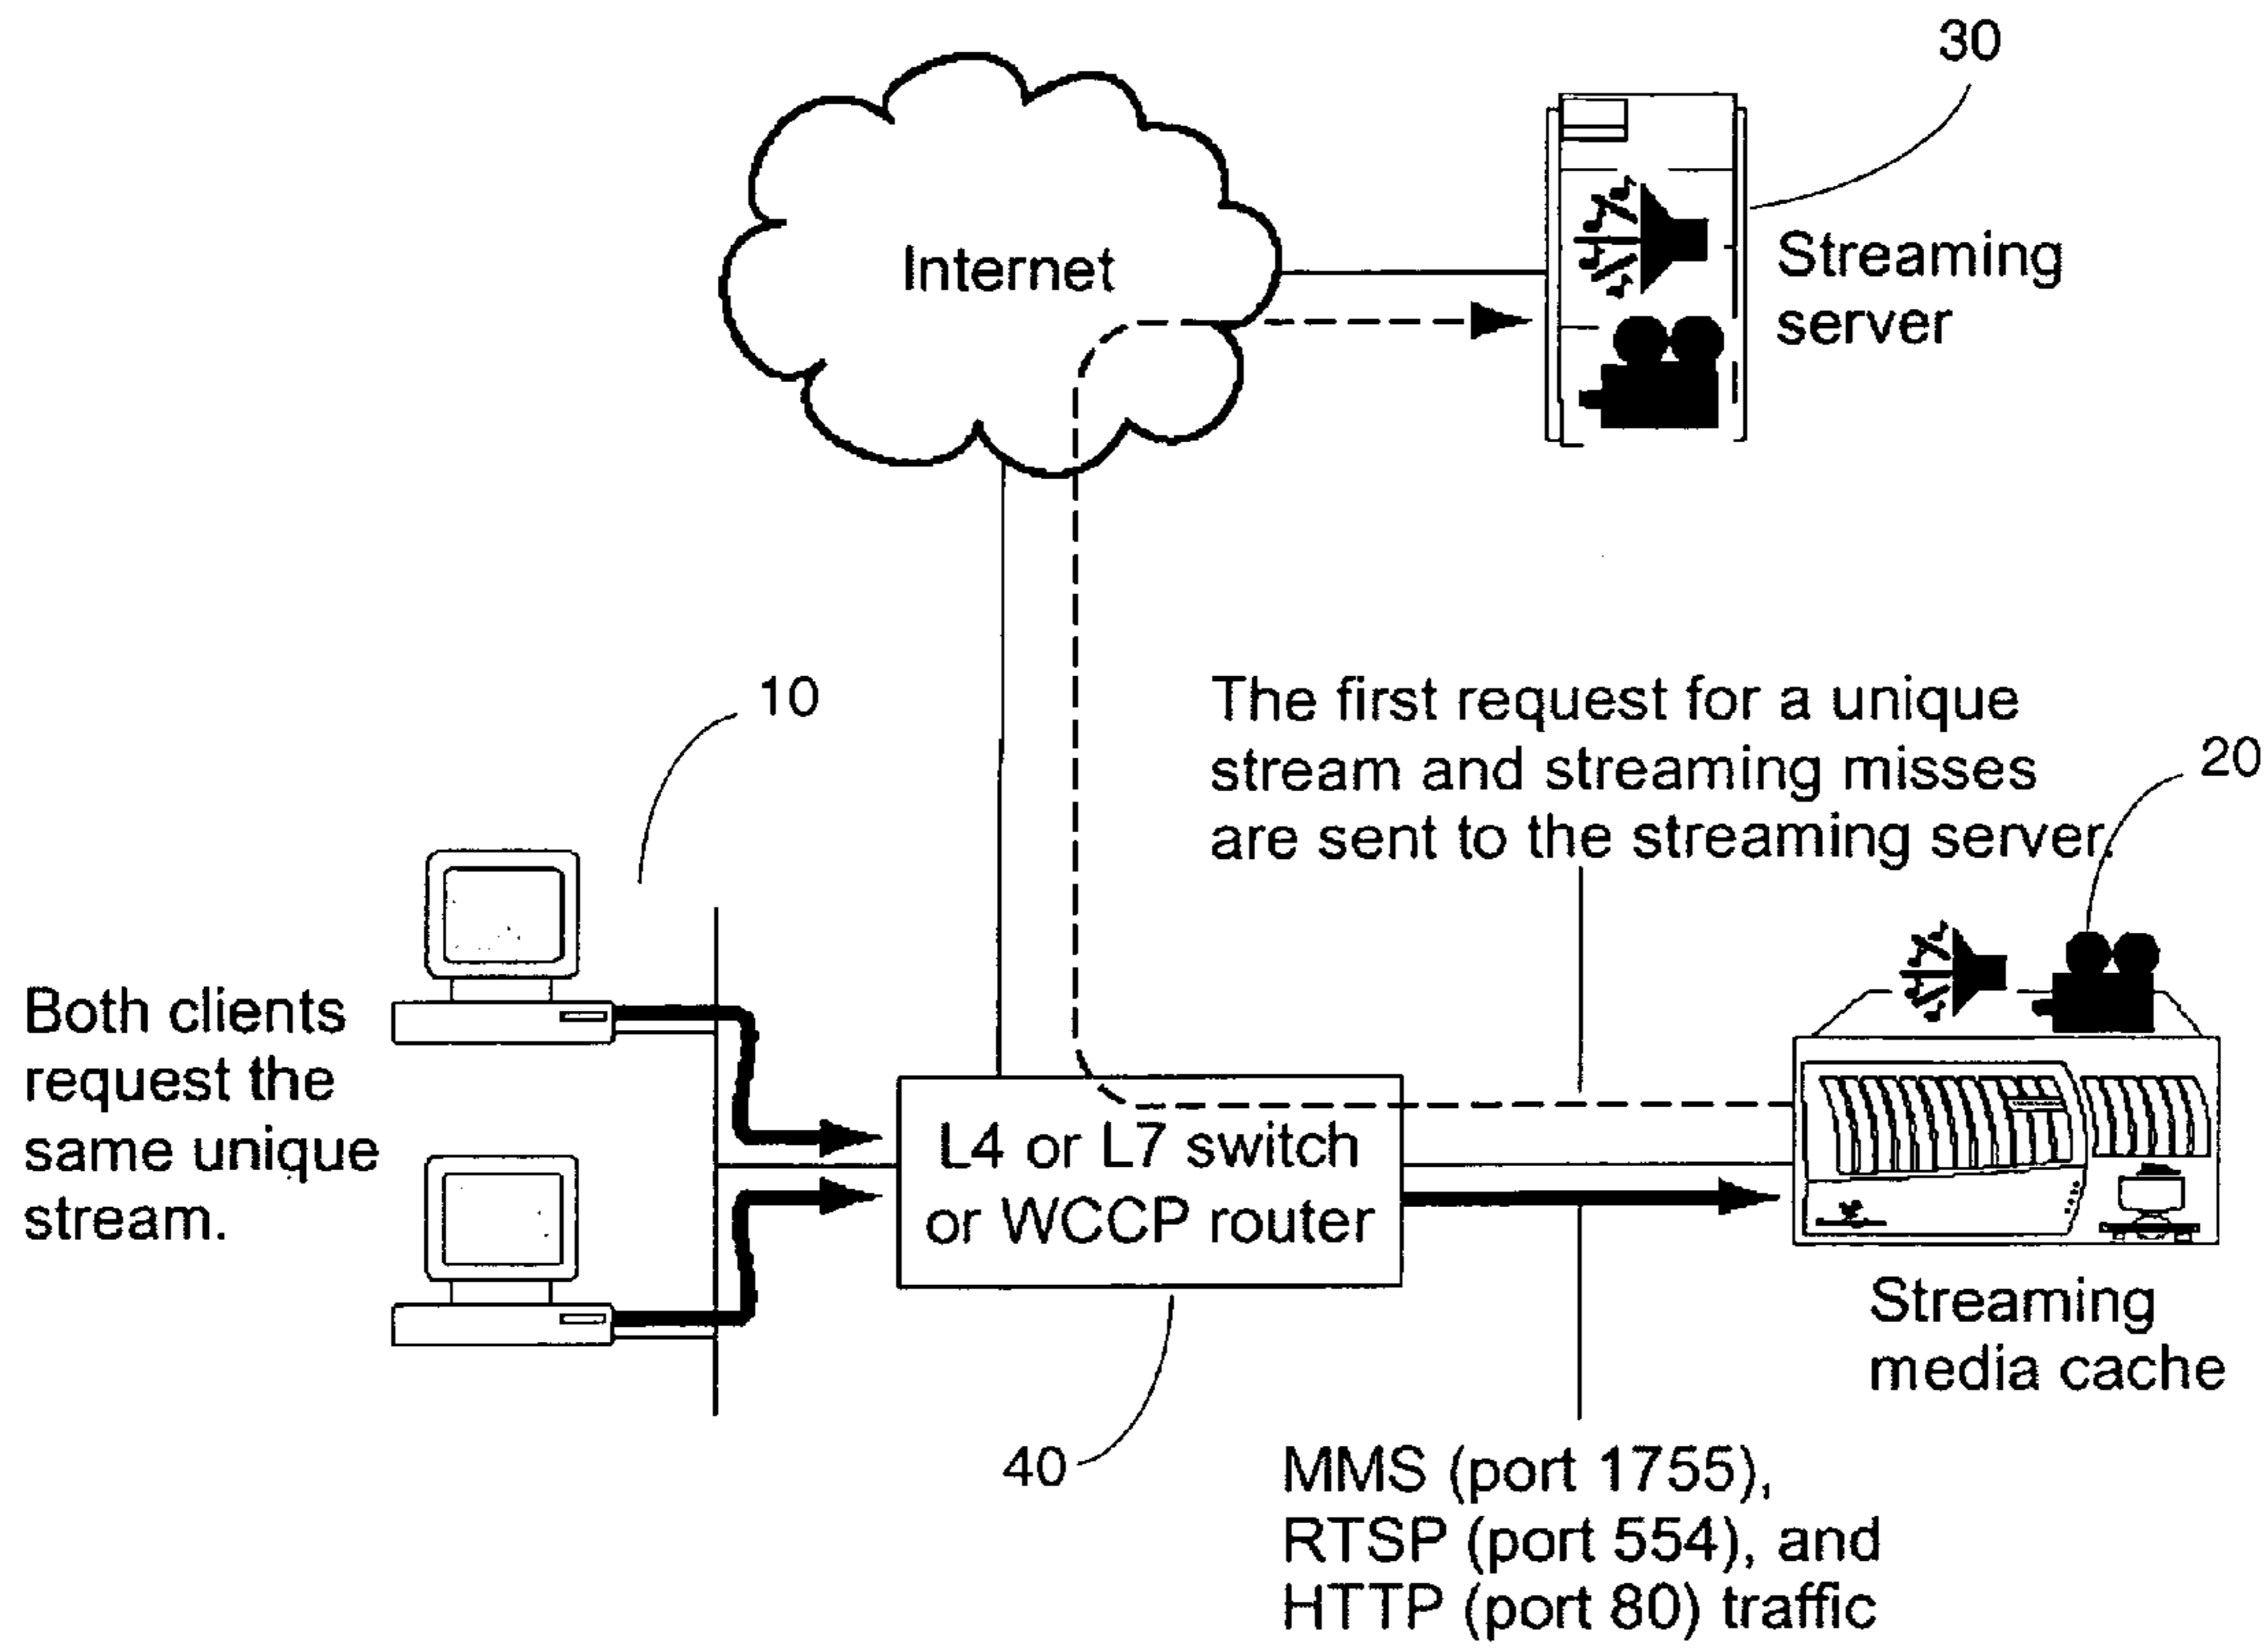 30
Internet
Streaming
server
10
The first request for a unique
stream and streaming misses
are sent to the streaming server.
20
Both clients
request the
same unique
stream.
L4 or L7 switch
or WCCP router
Streaming
media cache
40
MMS (port 1755),
RTSP (port 554), and
HTTP (port 80) traffic